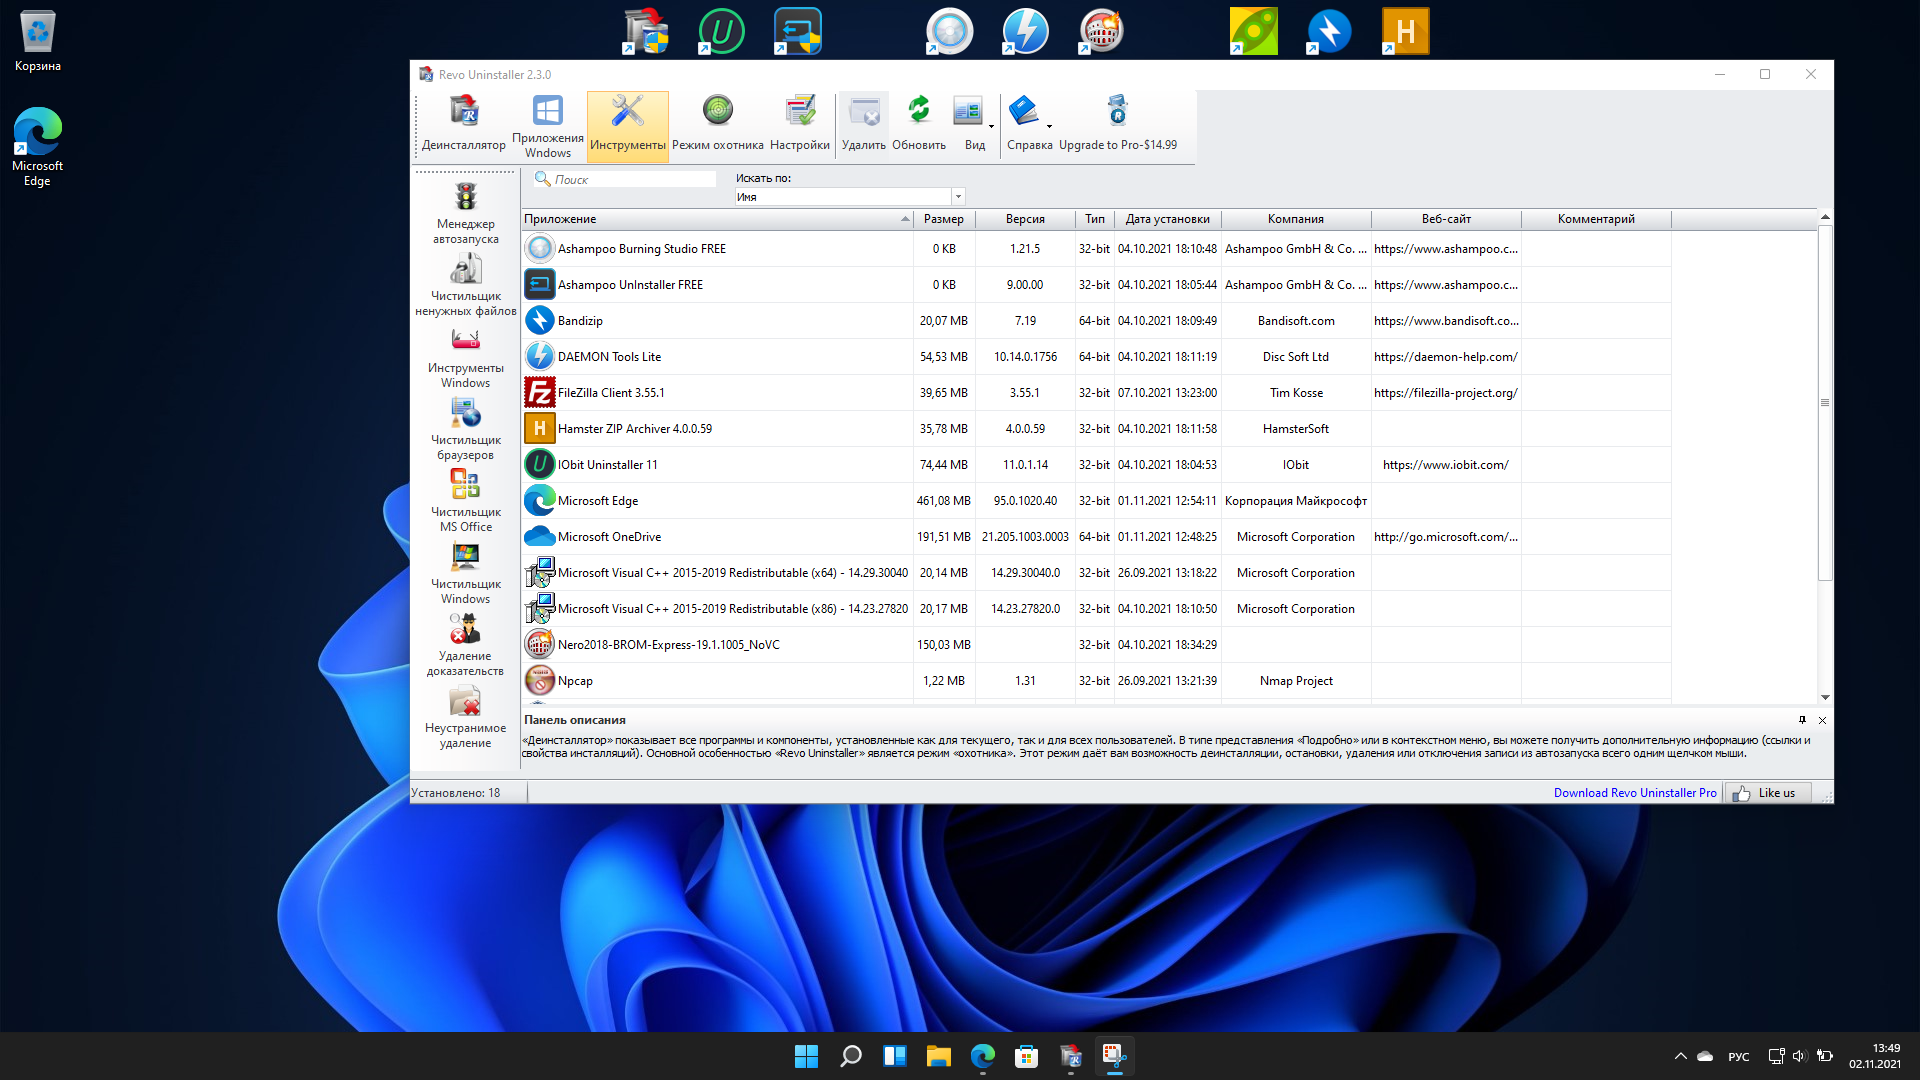 Корзина
Microsoft
Edge
Revo Uninstaller 2.3.0
Деинсталлятор
Приложения
Wndows
Инструменты
Режим охотника
Настройки
Удалить
Обновить
Вид
Справка
Upgrade to Pro-$14.99
Менеджер
автозапуска
Чистильщик
ненужных файлов
Инструменты
Windows
Чистильщик
браузеров
Чистильщик
MS Office
Чистильщик
Windows
Удаление
доказательств
Неустранимое
удаление
Поиск
Искать по:
Имя
Приложение Размер Версия Тип Дата установки Компания Веб-сайт Комментарий
Ashampoo Burning Studio FREE 0 KB 1.21.5 32-bit 04.10.2021 18:10:48 Ashampoo GmbH & Co. ... https://www.ashampoo.c...
Ashampoo UnInstaller FREE 0 KB 9.00.00 32-bit 04.10.2021 18:05:44 Ashampoo GmbH & Co. ... https://www.ashampoo.c...
Bandizip 20,07 MB 7.19 64-bit 04.10.2021 18:09:49 Bandisoft.com https://www.bandisoft.co...
DAEMON Tools Lite 54,53 MB 10.14.0.1756 64-bit 04.10.2021 18:11:19 Disc Soft Ltd https://daemon-help.com/
FileZilla Client 3.55.1 39,65 MB 3.55.1 32-bit 07.10.2021 13:23:00 Tim Kosse https://filezilla-project.org/
Hamster ZIP Archiver 4.0.0.59 35,78 MB 4.0.0.59 32-bit 04.10.2021 18:11:58 HamsterSoft
IObit Uninstaller 11 74,44 MB 11.0.1.14 32-bit 04.10.2021 18:04:53 IObit https://www.iobit.com/
Microsoft Edge 461,08 MB 95.0.1020.40 32-bit 01.11.2021 12:54:11 Корпорация Майкрософт
Microsoft OneDrive 191,51 MB 21.205.1003.0003 64-bit 01.11.2021 12:48:25 Microsoft Corporation http://go.microsoft.com/...
Microsoft Visual C++ 2015-2019 Redistributable (x64) - 14.29.30040 20,14 MB 14.29.30040.0 32-bit 26.09.2021 13:18:22 Microsoft Corporation
Microsoft Visual C++ 2015-2019 Redistributable (x86) - 14.23.27820 20,17 MB 14.23.27820.0 32-bit 04.10.2021 18:10:50 Microsoft Corporation
Nero2018-BROM-Express-19.1.1005_NoVC 150,03 MB 32-bit 04.10.2021 18:34:29
Npcap 1,22 MB 1.31 32-bit 26.09.2021 13:21:39 Nmap Project
Панель описания
«Деинсталлятор» показывает все программы и компоненты, установленные как для текущего, так и для всех пользователей. В типе представления «Подробно» или в контекстном меню, вы можете получить дополнительную информацию (ссылки и
свойства инсталляций). Основной особенностью «Revo Uninstaller» является режим «охотника». Этот режим даёт вам возможность деинсталляции, остановки, удаления или отключения записи из автозапуска всего одним щелчком мыши.
Установлено: 18
Download Revo Uninstaller Pro
Like us
РУС
13:49
02.11.2021